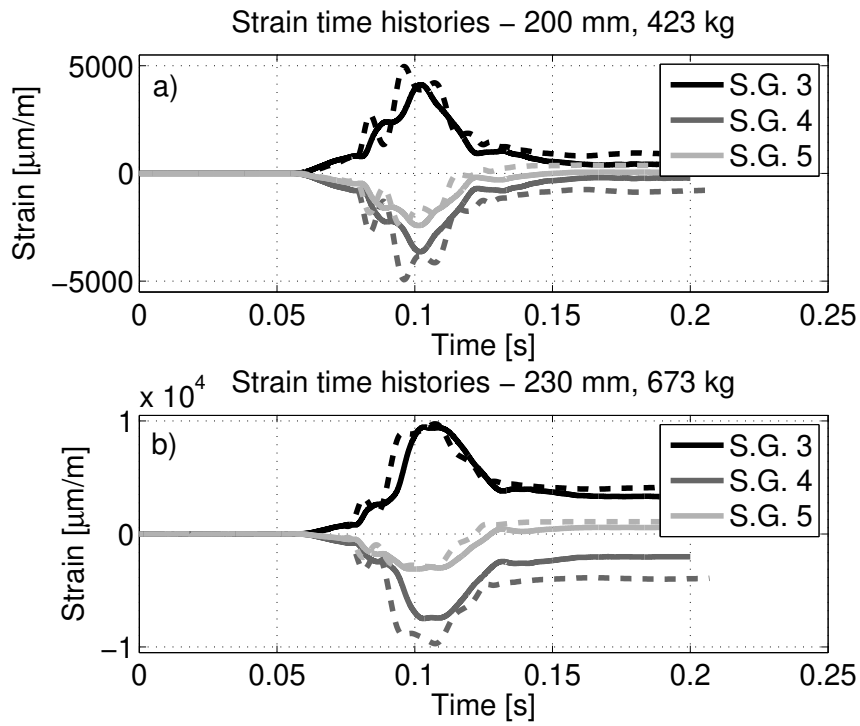 Strain time histories − 200 mm, 423 kg
a)
S.G. 3
S.G. 4
S.G. 5
5000
0
−5000
Strain [μm/m]
0 0.05 0.1 0.15 0.2 0.25
Time [s]
Strain time histories − 230 mm, 673 kg
x 10^4
b)
S.G. 3
S.G. 4
S.G. 5
1
0
−1
Strain [μm/m]
0 0.05 0.1 0.15 0.2 0.25
Time [s]